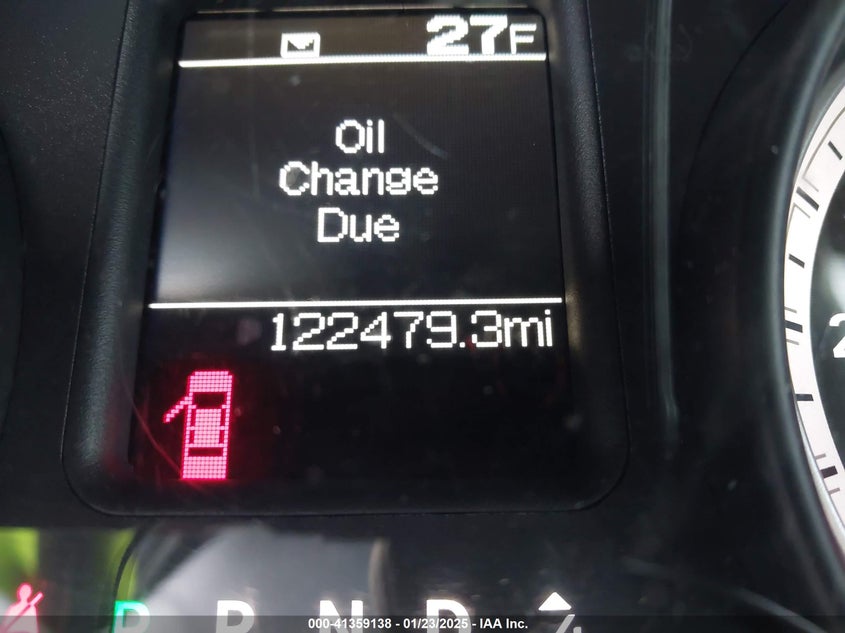 27F
Oil
Change
Due
122479.3mi
P R N D
000-41359138 - 01/23/2025 - IAA Inc.